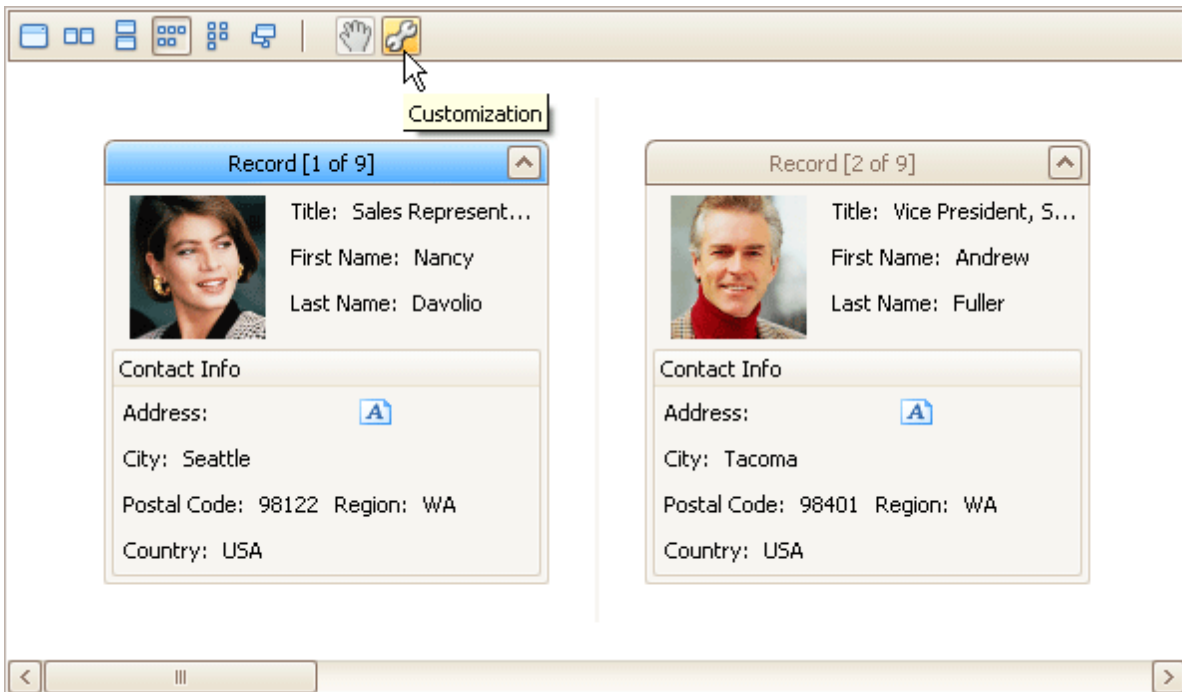 Customization
Record [1 of 9]
Title: Sales Represent...
First Name: Nancy
Last Name: Davolio
Contact Info
Address:
A
City: Seattle
Postal Code: 98122 Region: WA
Country: USA
Record [2 of 9]
Title: Vice President, S...
First Name: Andrew
Last Name: Fuller
Contact Info
Address:
A
City: Tacoma
Postal Code: 98401 Region: WA
Country: USA